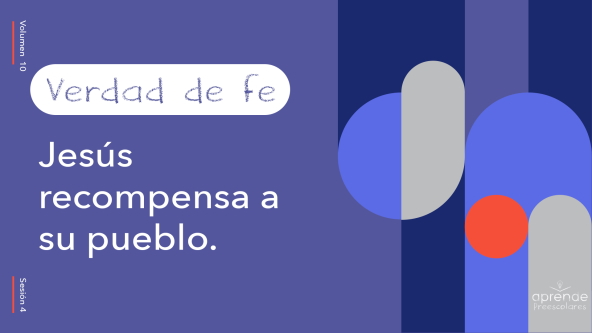 Volumen 10
Verdad de fe
Jesús
recompensa a
su pueblo.
Sesión 4
aprende
Preescolares